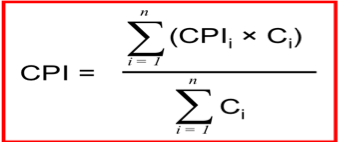 n
∑ (CPIᵢ × Cᵢ)
i = 1
CPI =
n
∑ Cᵢ
i = 1